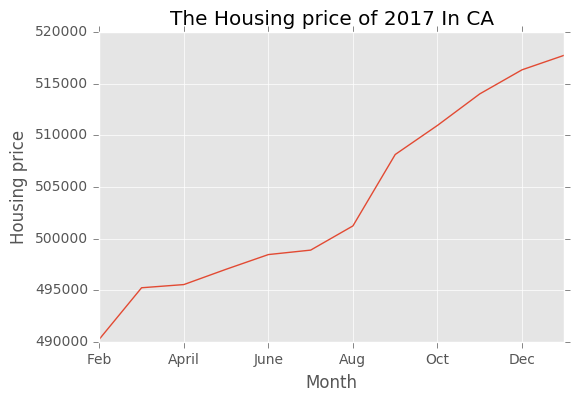 The Housing price of 2017 In CA
520000
515000
510000
505000
500000
495000
490000
Housing price
Feb April June Aug Oct Dec
Month